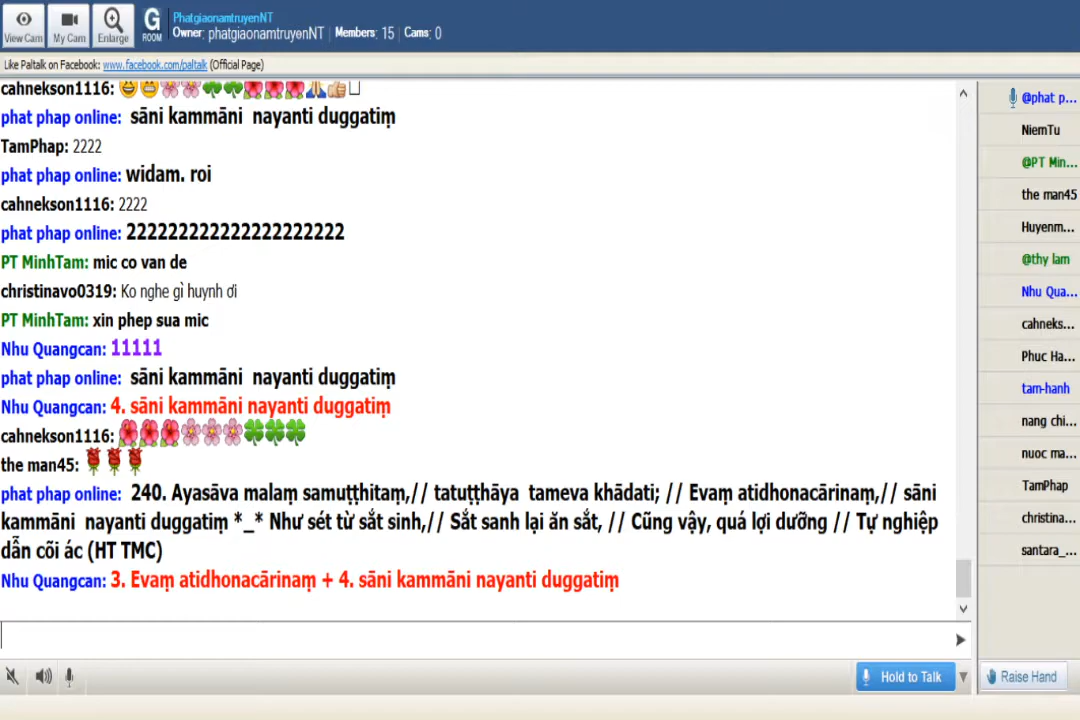 View Cam
My Cam
Enlarge
G
ROOM
PhatgiaonamtruyenNT
Owner: phatgiaonamtruyenNT | Members: 15 | Cams: 0
Like Paltalk on Facebook: www.facebook.com/paltalk (Official Page)
cahnekson1116:
phat phap online: sāni kammāni nayanti duggatiṃ
TamPhap: 2222
phat phap online: widam. roi
cahnekson1116: 2222
phat phap online: 222222222222222222222
PT MinhTam: mic co van de
christinavo0319: Ko nghe gì huynh ơi
PT MinhTam: xin phep sua mic
Nhu Quangcan: 11111
phat phap online: sāni kammāni nayanti duggatiṃ
Nhu Quangcan: 4. sāni kammāni nayanti duggatiṃ
cahnekson1116:
the man45:
phat phap online: 240. Ayasāva malaṃ samuṭṭhitaṃ,// tatuṭṭhāya tameva khādati; // Evaṃ atidhonacārinaṃ,// sāni
kammāni nayanti duggatiṃ *_* Như sét từ sắt sinh,// Sắt sanh lại ăn sắt, // Cũng vậy, quá lợi dưỡng // Tự nghiệp
dẫn cõi ác (HT TMC)
Nhu Quangcan: 3. Evaṃ atidhonacārinaṃ + 4. sāni kammāni nayanti duggatiṃ
@phat p...
NiemTu
@PT Min...
the man45
Huyenm...
@thy lam
Nhu Qua...
cahneks...
Phuc Ha...
tam-hanh
nang chi...
nuoc ma...
TamPhap
christina...
santara_...
Hold to Talk
Raise Hand